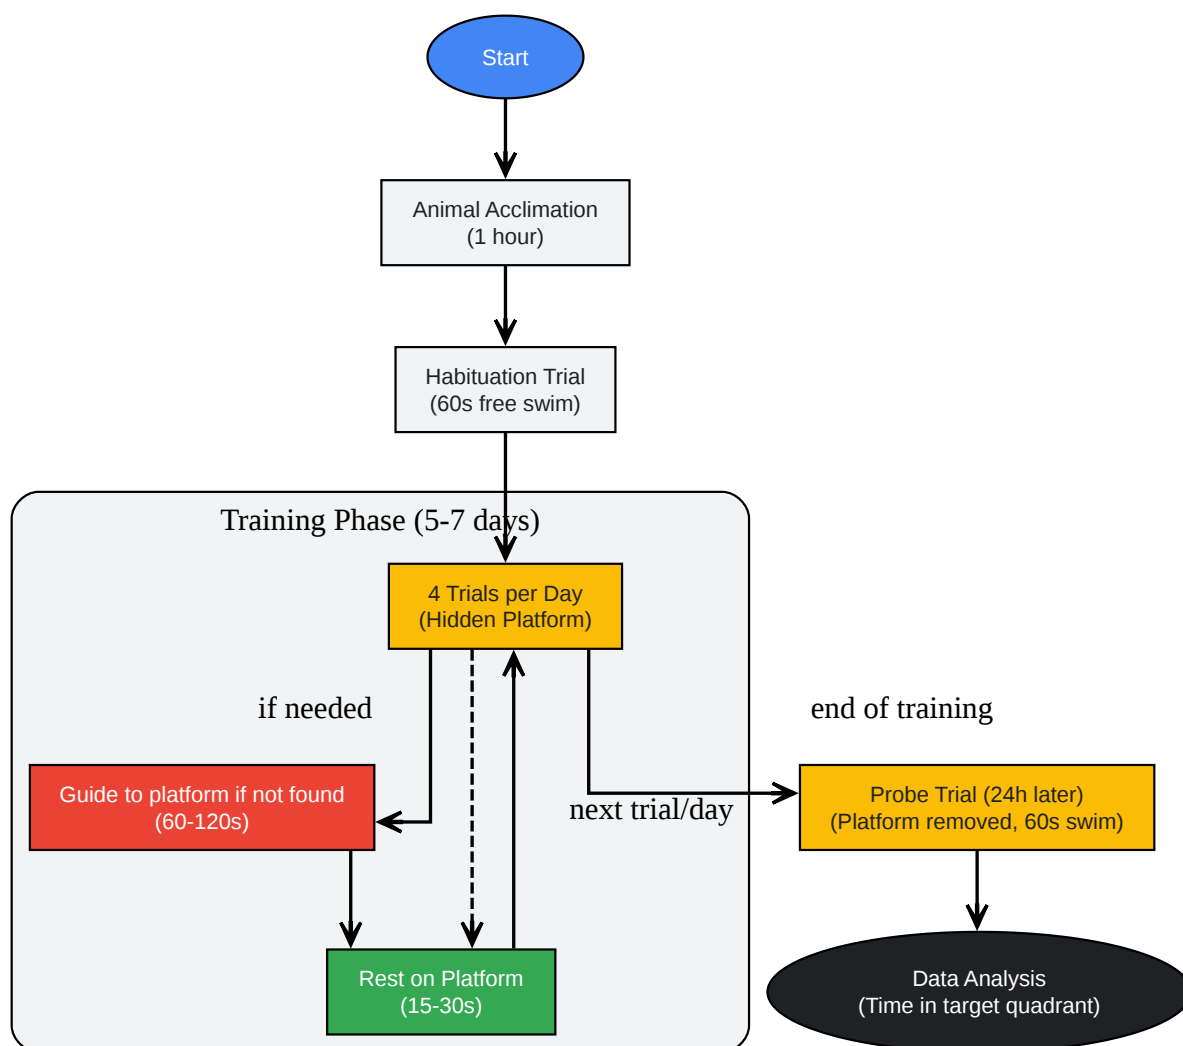 Start
Animal Acclimation
(1 hour)
Habituation Trial
(60s free swim)
Training Phase (5-7 days)
4 Trials per Day
(Hidden Platform)
if needed
end of training
Guide to platform if not found
(60-120s)
next trial/day
Probe Trial (24h later)
(Platform removed, 60s swim)
Rest on Platform
(15-30s)
Data Analysis
(Time in target quadrant)